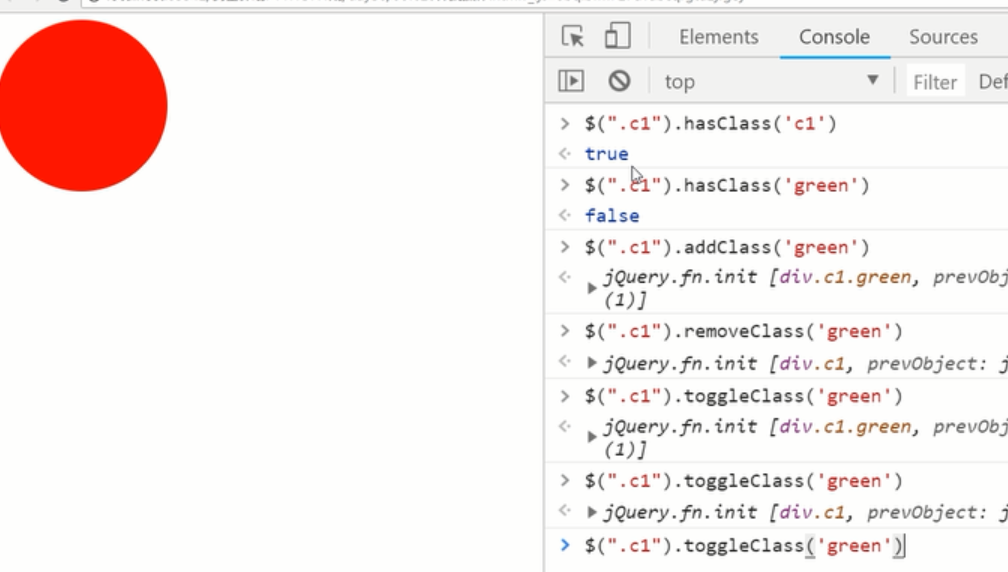 Elements Console Sources
top Filter Def
> $(".c1").hasClass('c1')
true
> $(".c1").hasClass('green')
false
> $(".c1").addClass('green')
jQuery.fn.init [div.c1.green, prevObj
(1)]
> $(".c1").removeClass('green')
jQuery.fn.init [div.c1, prevObject: j
> $(".c1").toggleClass('green')
jQuery.fn.init [div.c1.green, prevObj
(1)]
> $(".c1").toggleClass('green')
jQuery.fn.init [div.c1, prevObject: j
> $(".c1").toggleClass('green')